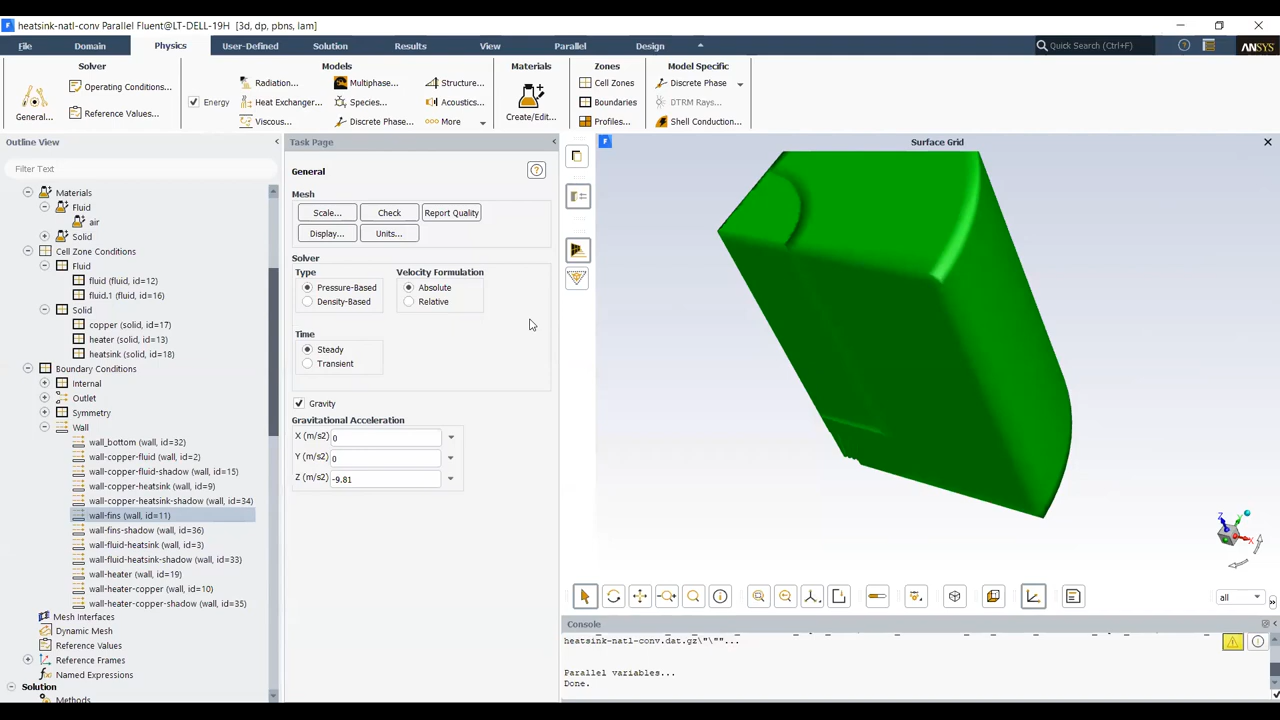 heatsink-natl-conv Parallel Fluent@LT-DELL-19H [3d, dp, pbns, lam]
File Domain Physics User-Defined Solution Results View Parallel Design Quick Search (Ctrl+F) ANSYS
Solver Models Materials Zones Model Specific
Operating Conditions... Radiation... Multiphase... Structure... Cell Zones Discrete Phase
Energy Heat Exchanger... Species... Acoustics... Boundaries DTRM Rays...
General... Reference Values... Viscous... Discrete Phase... More Create/Edit... Profiles... Shell Conduction...
Outline View Task Page Surface Grid
Filter Text
General
Materials
Fluid
air
Solid
Cell Zone Conditions
Fluid
fluid (fluid, id=12)
fluid.1 (fluid, id=16)
Solid
copper (solid, id=17)
heater (solid, id=13)
heatsink (solid, id=18)
Boundary Conditions
Internal
Outlet
Symmetry
Wall
wall_bottom (wall, id=32)
wall-copper-fluid (wall, id=2)
wall-copper-fluid-shadow (wall, id=15)
wall-copper-heatsink (wall, id=9)
wall-copper-heatsink-shadow (wall, id=34)
wall-fins (wall, id=11)
wall-fins-shadow (wall, id=36)
wall-fluid-heatsink (wall, id=3)
wall-fluid-heatsink-shadow (wall, id=33)
wall-heater (wall, id=19)
wall-heater-copper (wall, id=10)
wall-heater-copper-shadow (wall, id=35)
Mesh Interfaces
Dynamic Mesh
Reference Values
Reference Frames
Named Expressions
Solution
Methods
Mesh
Scale... Check Report Quality
Display... Units...
Solver
Type Velocity Formulation
Pressure-Based Absolute
Density-Based Relative
Time
Steady
Transient
Gravity
Gravitational Acceleration
X (m/s2) 0
Y (m/s2) 0
Z (m/s2) -9.81
Z Y X
all
Console
heatsink-natl-conv.dat.gz\"\""...
Parallel variables...
Done.